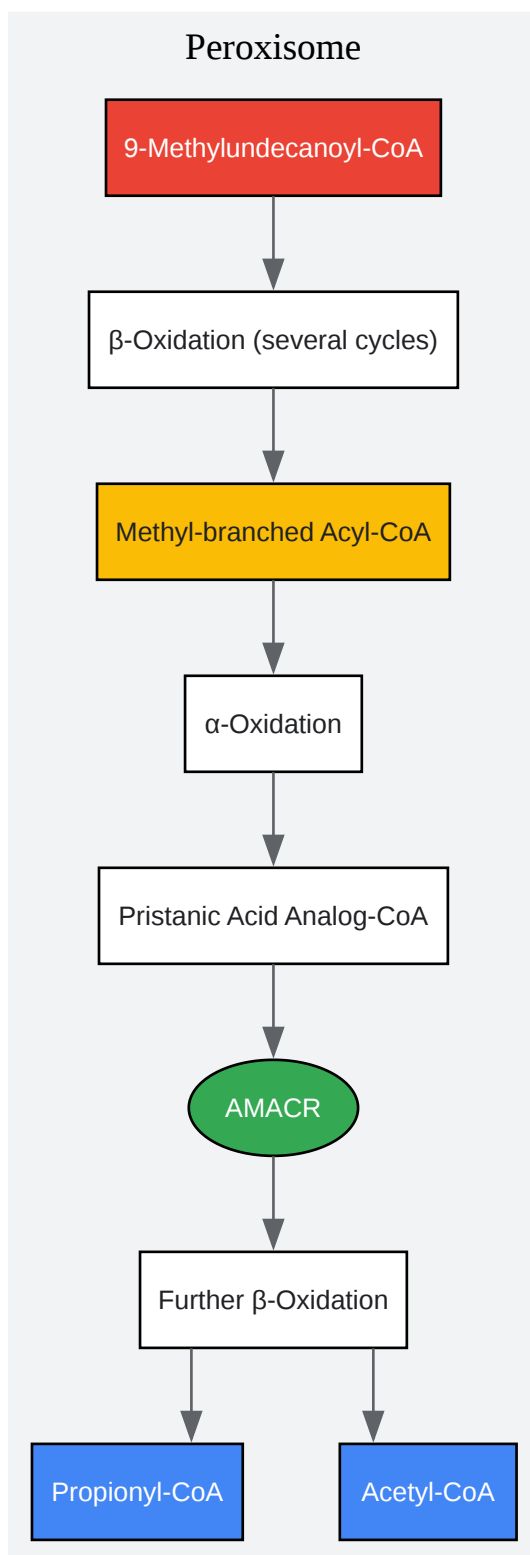 Peroxisome
9-Methylundecanoyl-CoA
β-Oxidation (several cycles)
Methyl-branched Acyl-CoA
α-Oxidation
Pristanic Acid Analog-CoA
AMACR
Further β-Oxidation
Propionyl-CoA
Acetyl-CoA